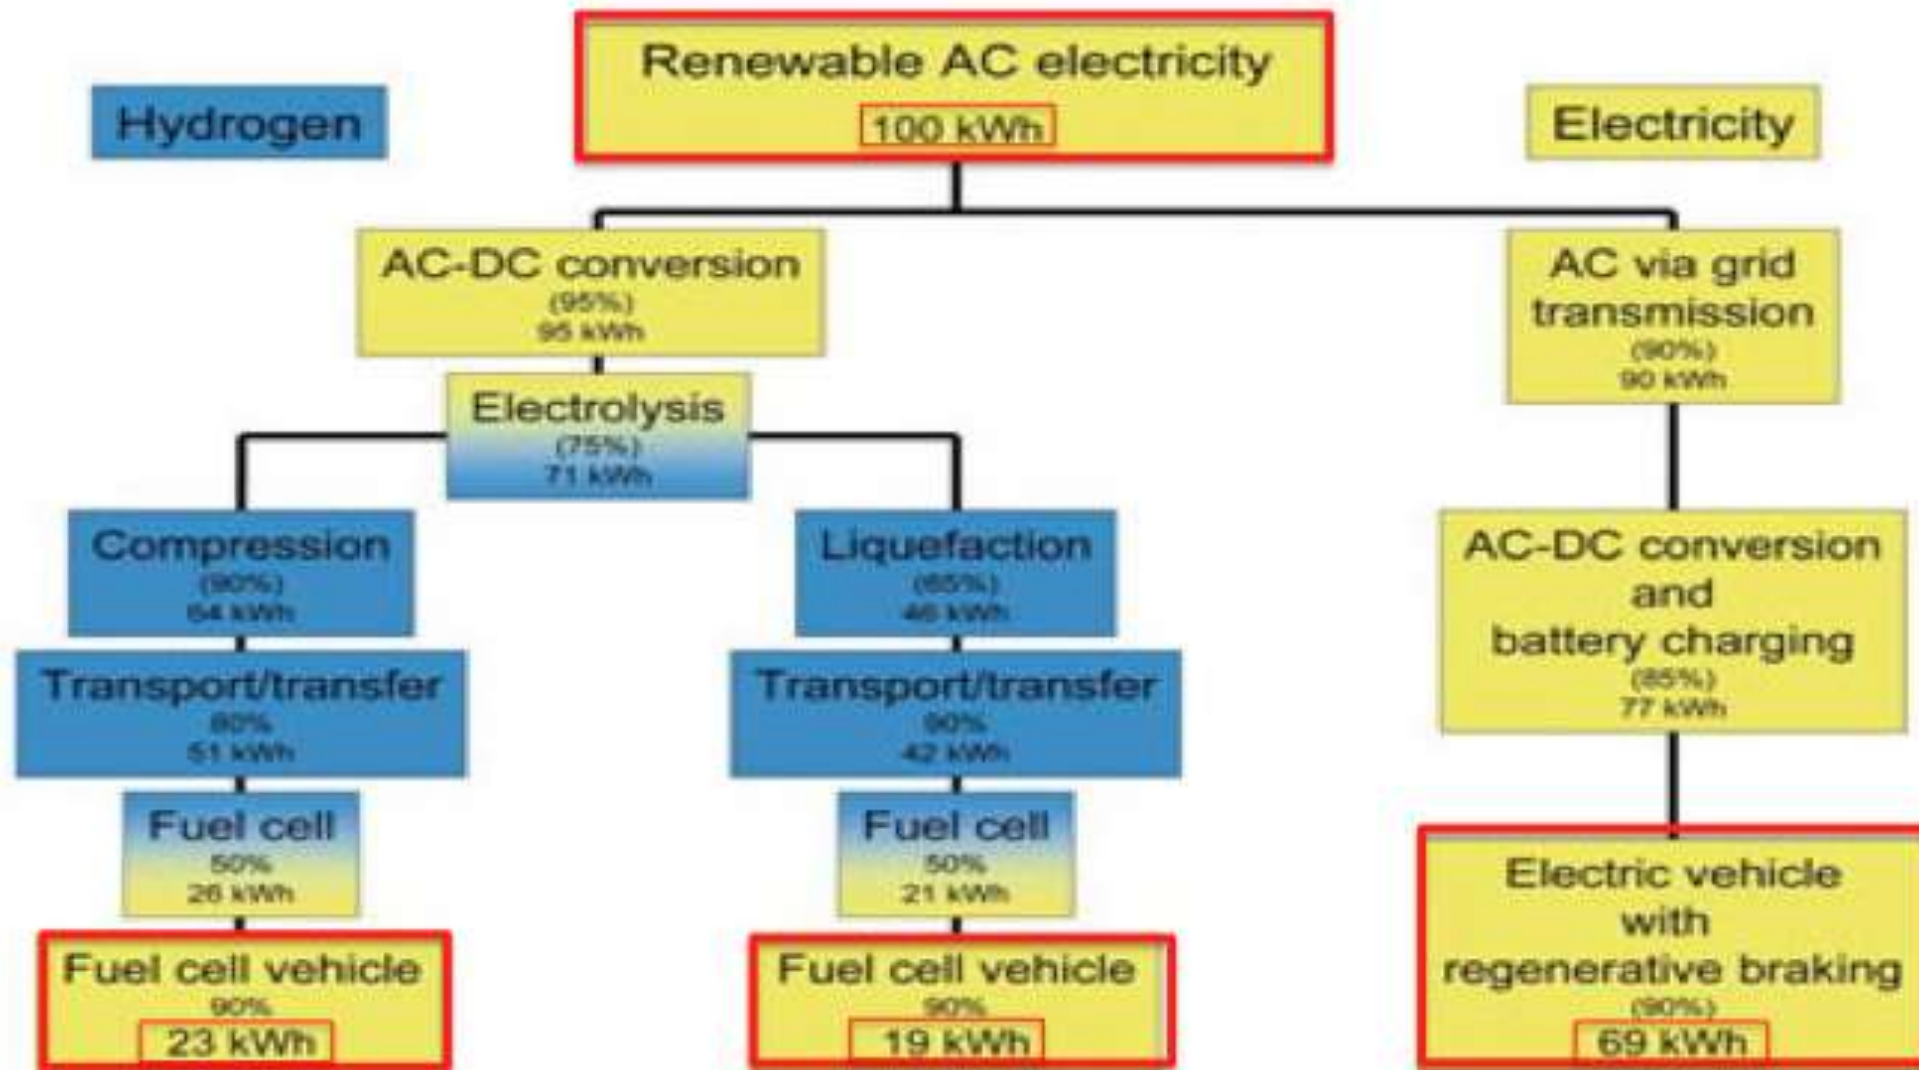 Renewable AC electricity
100 kWh
Hydrogen
Electricity
AC-DC conversion
(95%)
95 kWh
AC via grid
transmission
(90%)
90 kWh
Electrolysis
(75%)
71 kWh
Compression
(90%)
64 kWh
Liquefaction
(65%)
46 kWh
AC-DC conversion
and
battery charging
(85%)
77 kWh
Transport/transfer
80%
51 kWh
Transport/transfer
90%
42 kWh
Fuel cell
50%
26 kWh
Fuel cell
50%
21 kWh
Fuel cell vehicle
90%
23 kWh
Fuel cell vehicle
90%
19 kWh
Electric vehicle
with
regenerative braking
(90%)
69 kWh